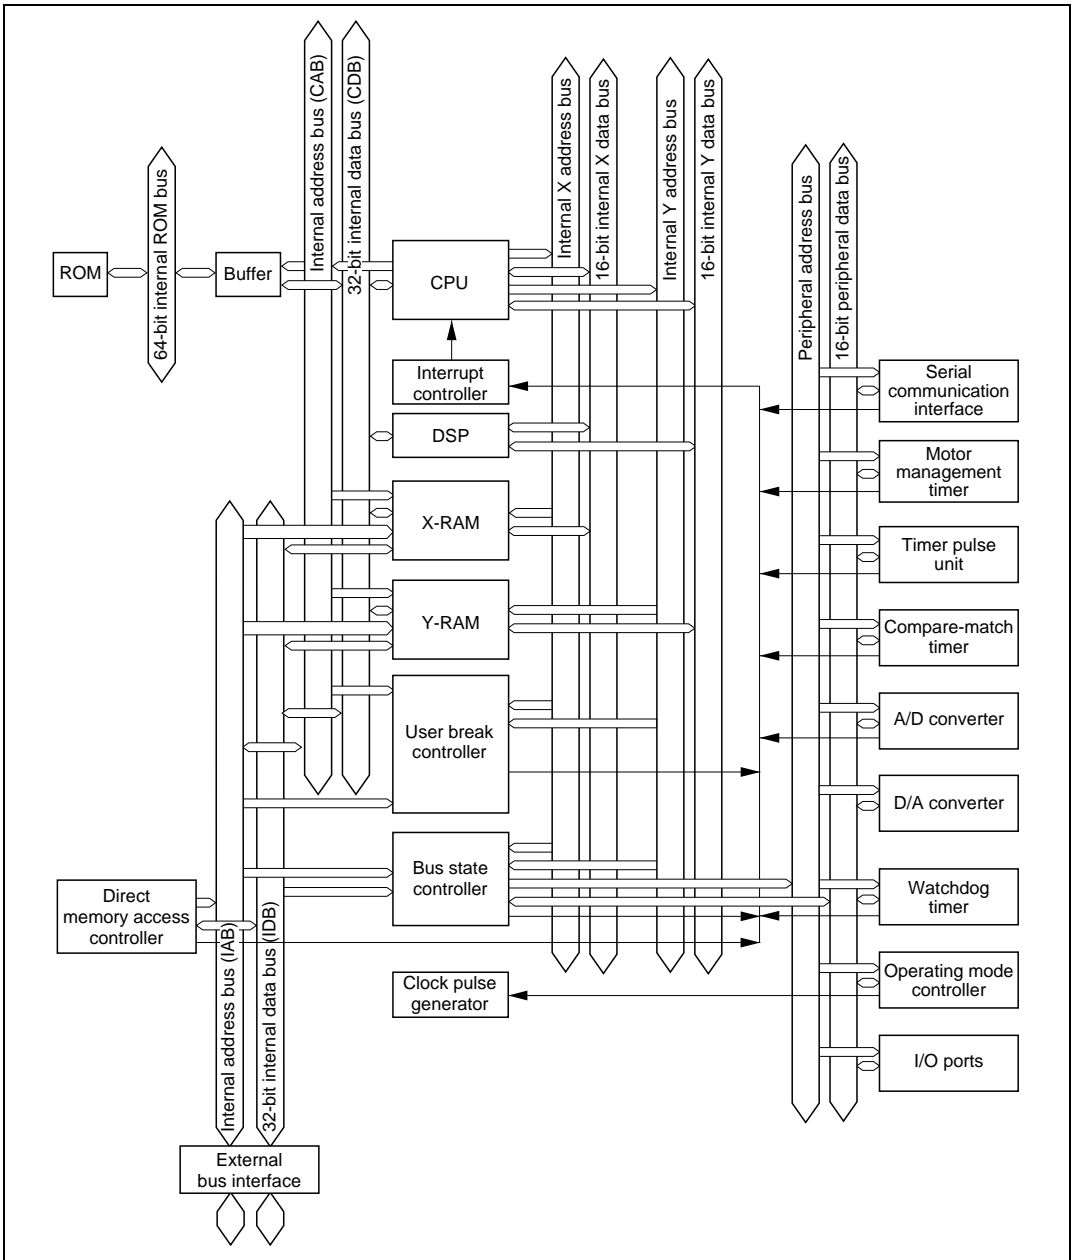 Internal address bus (CAB)
32-bit internal data bus (CDB)
Internal X address bus
16-bit internal X data bus
Internal Y address bus
16-bit internal Y data bus
64-bit internal ROM bus
Peripheral address bus
16-bit peripheral data bus
ROM
Buffer
CPU
Interrupt
controller
DSP
X-RAM
Y-RAM
User break
controller
Bus state
controller
Clock pulse
generator
Serial
communication
interface
Motor
management
timer
Timer pulse
unit
Compare-match
timer
A/D converter
D/A converter
Watchdog
timer
Operating mode
controller
I/O ports
Direct
memory access
controller
Internal address bus (IAB)
32-bit internal data bus (IDB)
External
bus interface